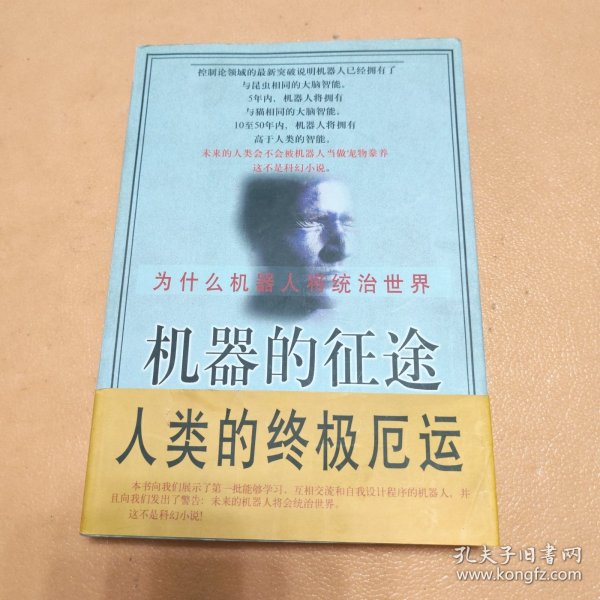 控制论领域的最新突破说明机器人已经拥有了
与昆虫相同的大脑智能。
5年内，机器人将拥有
与猫相同的大脑智能。
10至50年内，机器人将拥有
高于人类的智能。
未来的人类会不会被机器人当做宠物豢养
这不是科幻小说。
为什么机器人将统治世界
机器的征途
人类的终极厄运
本书向我们展示了第一批能够学习、互相交流和自我设计程序的机器人，并
且向我们发出了警告：未来的机器人将会统治世界。
这不是科幻小说!
孔夫子旧书网
www.kongfz.com